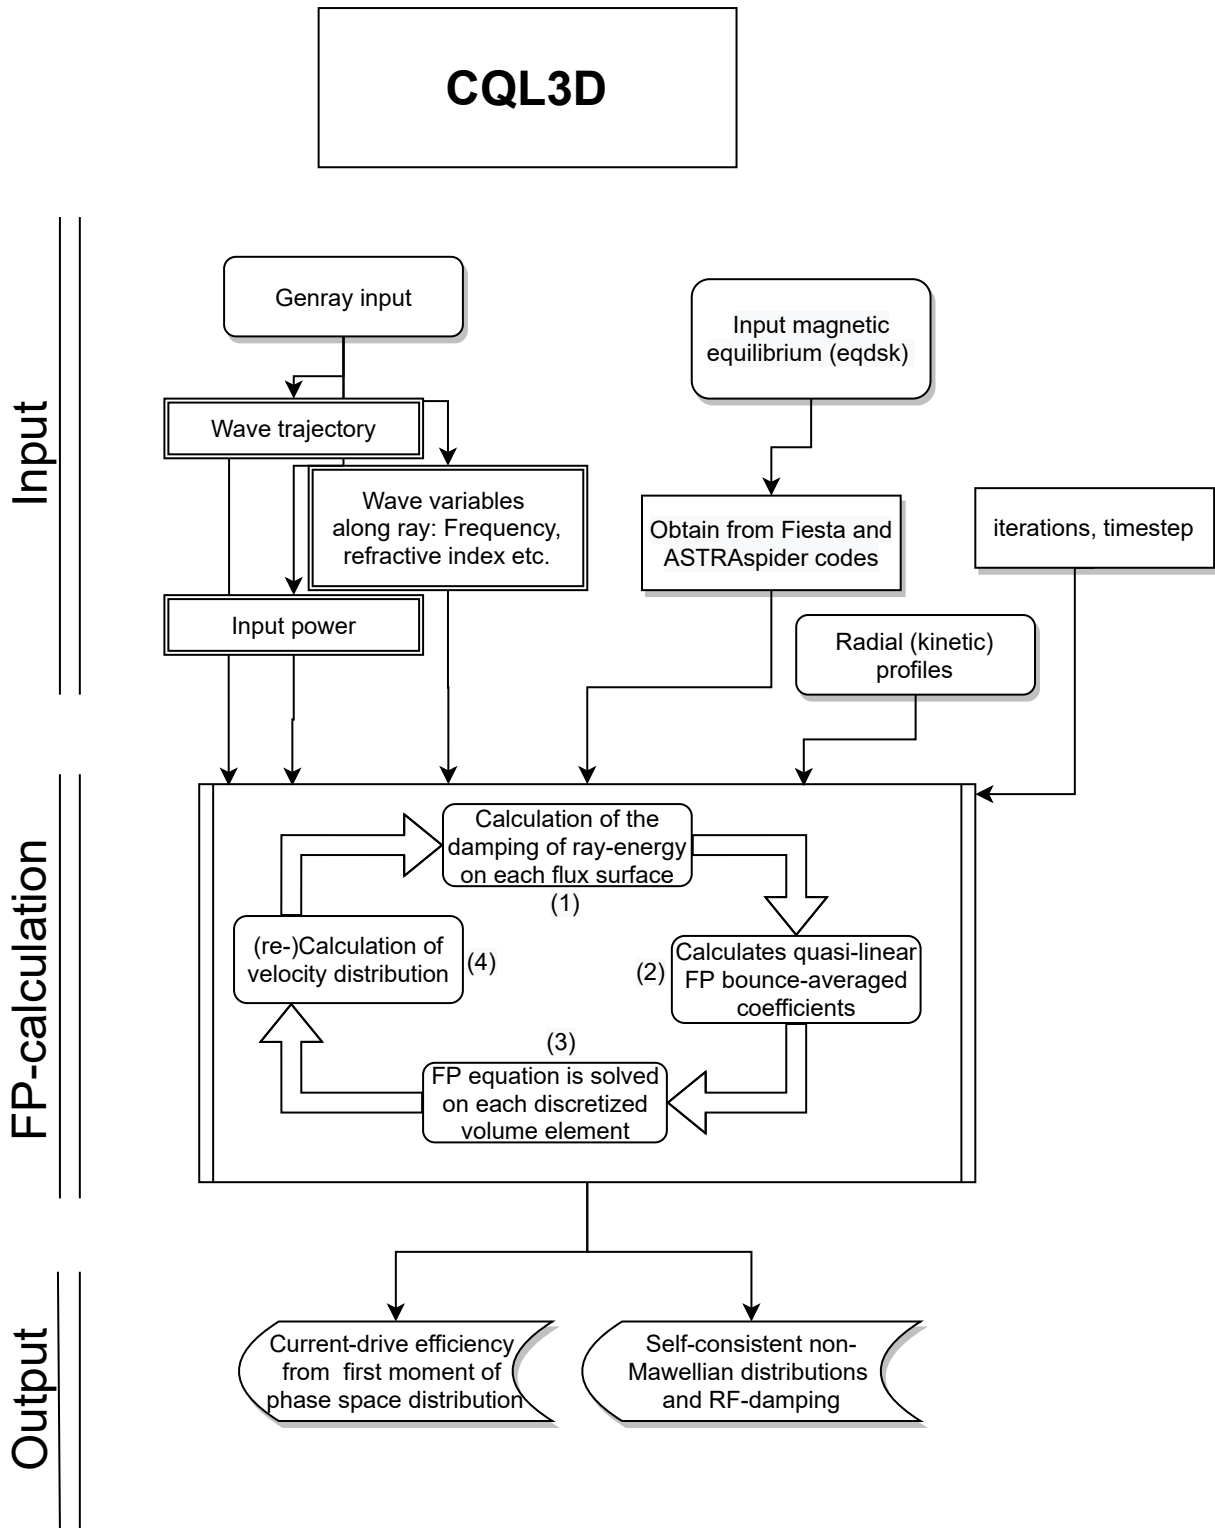 CQL3D
Input
Genray input
Input magnetic
equilibrium (eqdsk)
Wave trajectory
Wave variables
along ray: Frequency,
refractive index etc.
Obtain from Fiesta and
ASTRAspider codes
iterations, timestep
Input power
Radial (kinetic)
profiles
FP-calculation
Calculation of the
damping of ray-energy
on each flux surface
(1)
(re-)Calculation of
velocity distribution
(4)
(2)
Calculates quasi-linear
FP bounce-averaged
coefficients
(3)
FP equation is solved
on each discretized
volume element
Output
Current-drive efficiency
from first moment of
phase space distribution
Self-consistent non-
Mawellian distributions
and RF-damping